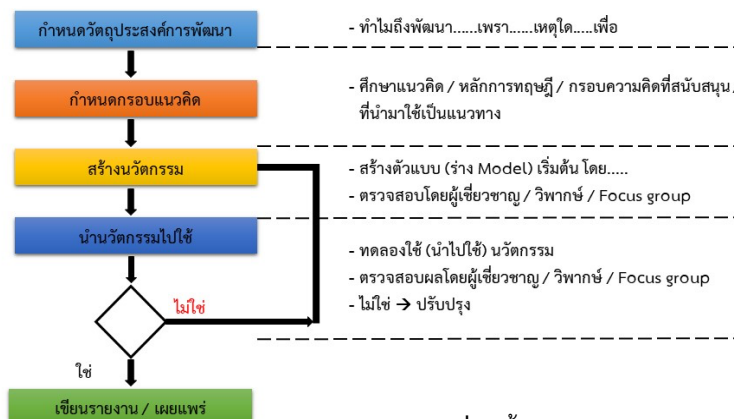 กำหนดวัตถุประสงค์การพัฒนา
- ทำไมถึงพัฒนา......เพรา......เหตุใด.....เพื่อ
กำหนดกรอบแนวคิด
- ศึกษาแนวคิด / หลักการทฤษฎี / กรอบความคิดที่สนับสนุน /
ที่นำมาใช้เป็นแนวทาง
สร้างนวัตกรรม
- สร้างตัวแบบ (ร่าง Model) เริ่มต้น โดย.....
- ตรวจสอบโดยผู้เชี่ยวชาญ / วิพากษ์ / Focus group
นำนวัตกรรมไปใช้
- ทดลองใช้ (นำไปใช้) นวัตกรรม
- ตรวจสอบผลโดยผู้เชี่ยวชาญ / วิพากษ์ / Focus group
- ไม่ใช่ → ปรับปรุง
ไม่ใช่
ใช่
เขียนรายงาน / เผยแพร่